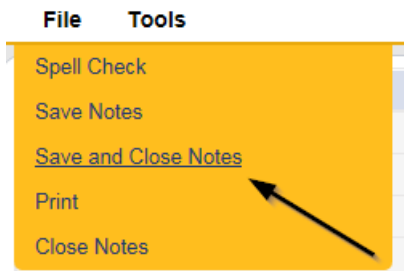 File Tools
Spell Check
Save Notes
Save and Close Notes
Print
Close Notes